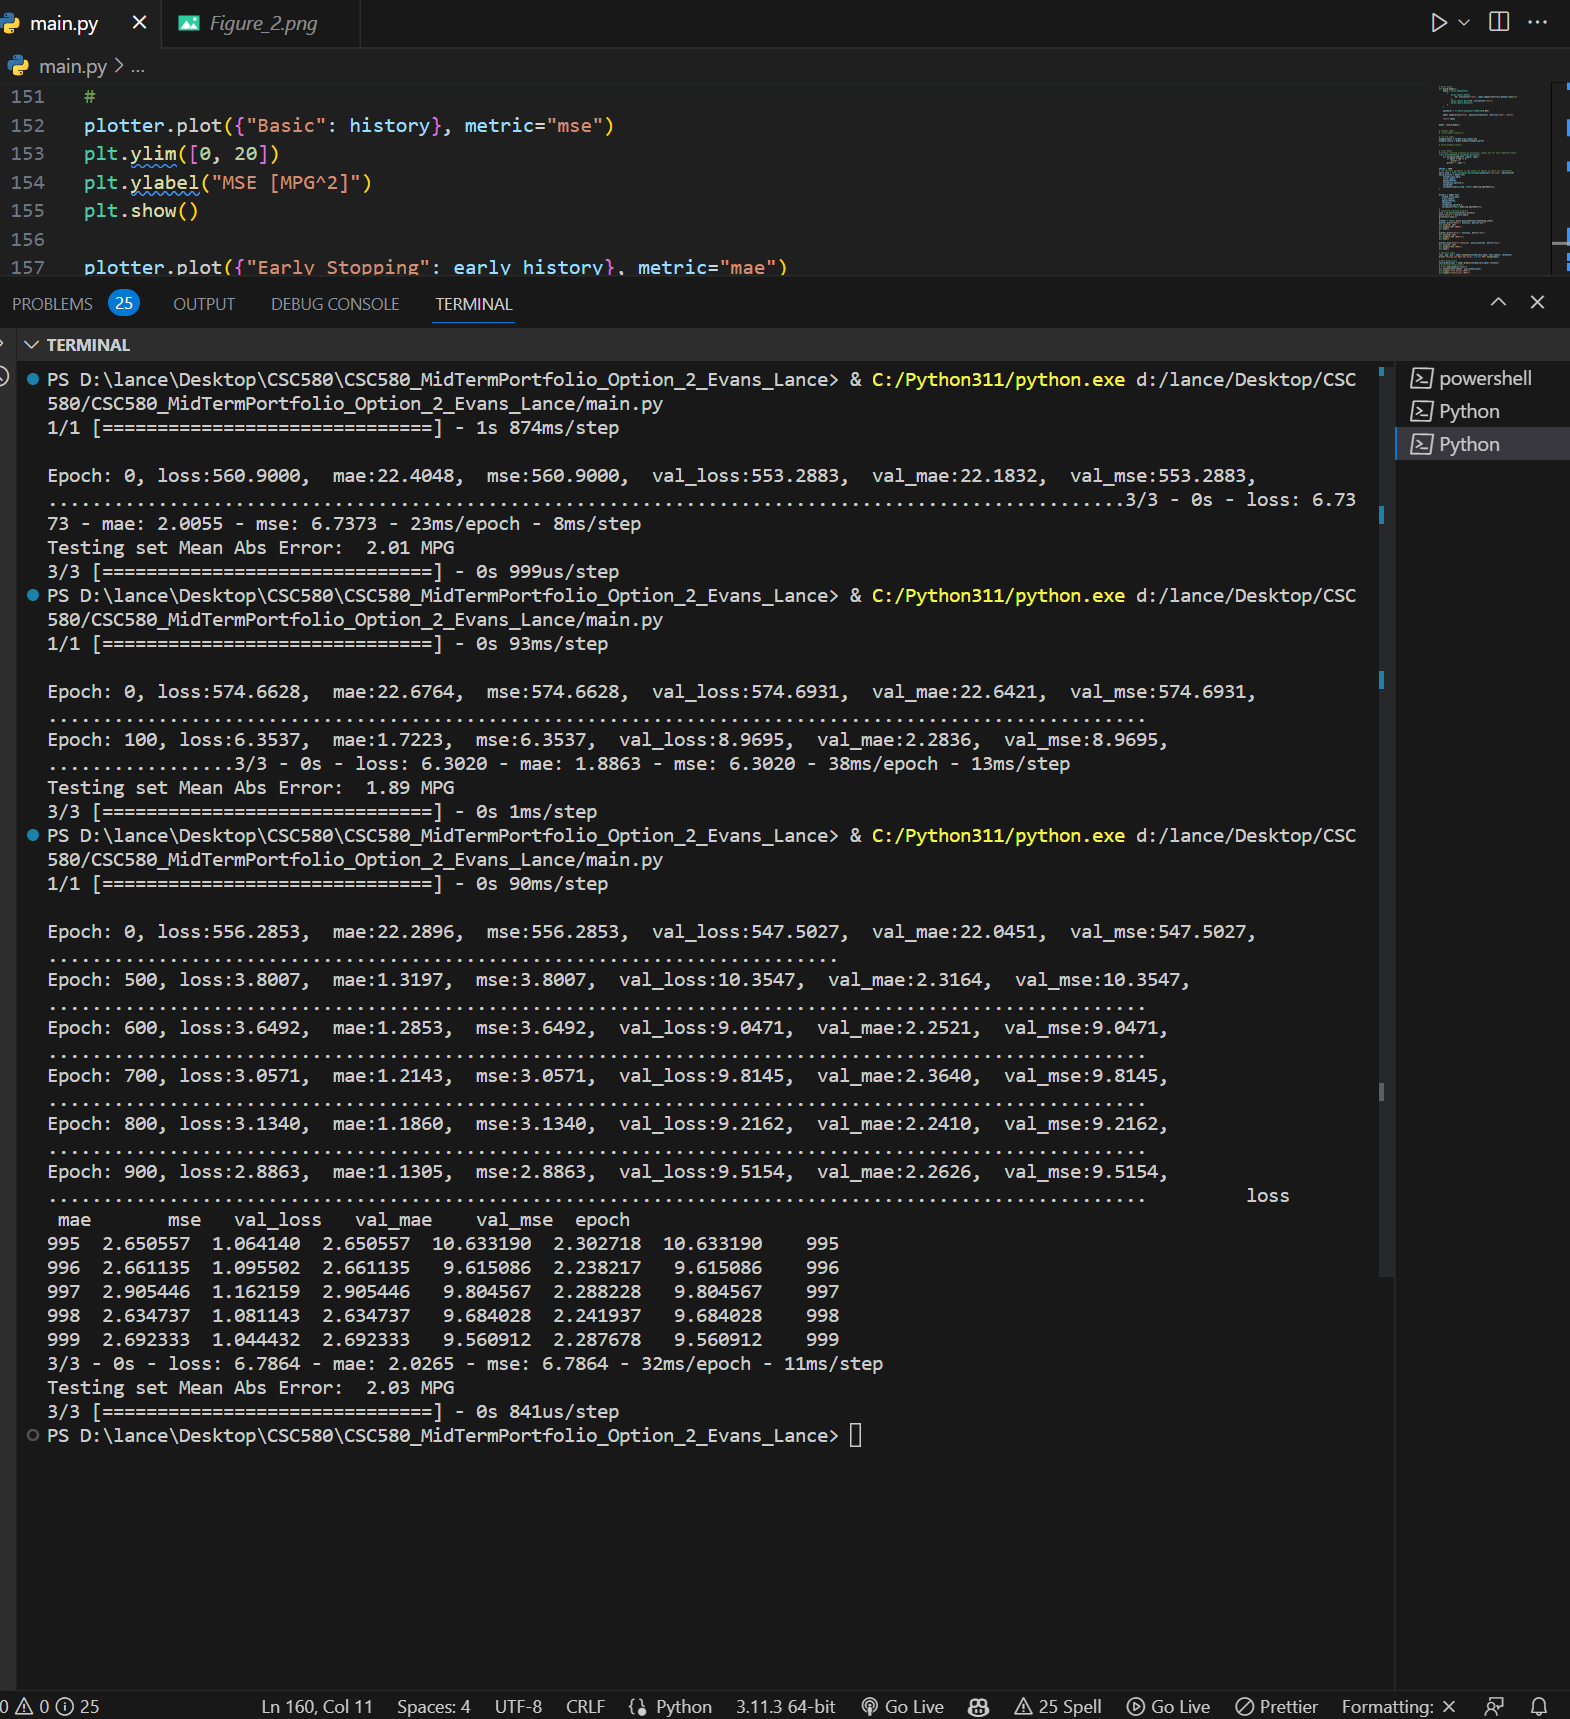 main.py
Figure_2.png
main.py > ...
151 #
152 plotter.plot({"Basic": history}, metric="mse")
153 plt.ylim([0, 20])
154 plt.ylabel("MSE [MPG^2]")
155 plt.show()
156
157 plotter.plot({"Early Stopping": early_history}, metric="mae")
PROBLEMS 25 OUTPUT DEBUG CONSOLE TERMINAL
TERMINAL
powershell
Python
Python
PS D:\lance\Desktop\CSC580\CSC580_MidTermPortfolio_Option_2_Evans_Lance> & C:/Python311/python.exe d:/lance/Desktop/CSC
580/CSC580_MidTermPortfolio_Option_2_Evans_Lance/main.py
1/1 [==============================] - 1s 874ms/step
Epoch: 0, loss:560.9000,  mae:22.4048,  mse:560.9000,  val_loss:553.2883,  val_mae:22.1832,  val_mse:553.2883,
..................................................................................................3/3 - 0s - loss: 6.73
73 - mae: 2.0055 - mse: 6.7373 - 23ms/epoch - 8ms/step
Testing set Mean Abs Error:  2.01 MPG
3/3 [==============================] - 0s 999us/step
PS D:\lance\Desktop\CSC580\CSC580_MidTermPortfolio_Option_2_Evans_Lance> & C:/Python311/python.exe d:/lance/Desktop/CSC
580/CSC580_MidTermPortfolio_Option_2_Evans_Lance/main.py
1/1 [==============================] - 0s 93ms/step
Epoch: 0, loss:574.6628,  mae:22.6764,  mse:574.6628,  val_loss:574.6931,  val_mae:22.6421,  val_mse:574.6931,
....................................................................................................
Epoch: 100, loss:6.3537,  mae:1.7223,  mse:6.3537,  val_loss:8.9695,  val_mae:2.2836,  val_mse:8.9695,
.................3/3 - 0s - loss: 6.3020 - mae: 1.8863 - mse: 6.3020 - 38ms/epoch - 13ms/step
Testing set Mean Abs Error:  1.89 MPG
3/3 [==============================] - 0s 1ms/step
PS D:\lance\Desktop\CSC580\CSC580_MidTermPortfolio_Option_2_Evans_Lance> & C:/Python311/python.exe d:/lance/Desktop/CSC
580/CSC580_MidTermPortfolio_Option_2_Evans_Lance/main.py
1/1 [==============================] - 0s 90ms/step
Epoch: 0, loss:556.2853,  mae:22.2896,  mse:556.2853,  val_loss:547.5027,  val_mae:22.0451,  val_mse:547.5027,
........................................................................
Epoch: 500, loss:3.8007,  mae:1.3197,  mse:3.8007,  val_loss:10.3547,  val_mae:2.3164,  val_mse:10.3547,
....................................................................................................
Epoch: 600, loss:3.6492,  mae:1.2853,  mse:3.6492,  val_loss:9.0471,  val_mae:2.2521,  val_mse:9.0471,
....................................................................................................
Epoch: 700, loss:3.0571,  mae:1.2143,  mse:3.0571,  val_loss:9.8145,  val_mae:2.3640,  val_mse:9.8145,
....................................................................................................
Epoch: 800, loss:3.1340,  mae:1.1860,  mse:3.1340,  val_loss:9.2162,  val_mae:2.2410,  val_mse:9.2162,
....................................................................................................
Epoch: 900, loss:2.8863,  mae:1.1305,  mse:2.8863,  val_loss:9.5154,  val_mae:2.2626,  val_mse:9.5154,
....................................................................................................         loss
mae       mse   val_loss   val_mae    val_mse  epoch
995  2.650557  1.064140  2.650557  10.633190  2.302718  10.633190    995
996  2.661135  1.095502  2.661135   9.615086  2.238217   9.615086    996
997  2.905446  1.162159  2.905446   9.804567  2.288228   9.804567    997
998  2.634737  1.081143  2.634737   9.684028  2.241937   9.684028    998
999  2.692333  1.044432  2.692333   9.560912  2.287678   9.560912    999
3/3 - 0s - loss: 6.7864 - mae: 2.0265 - mse: 6.7864 - 32ms/epoch - 11ms/step
Testing set Mean Abs Error:  2.03 MPG
3/3 [==============================] - 0s 841us/step
PS D:\lance\Desktop\CSC580\CSC580_MidTermPortfolio_Option_2_Evans_Lance>
0 0 25 Ln 160, Col 11 Spaces: 4 UTF-8 CRLF Python 3.11.3 64-bit Go Live 25 Spell Go Live Prettier Formatting: ×